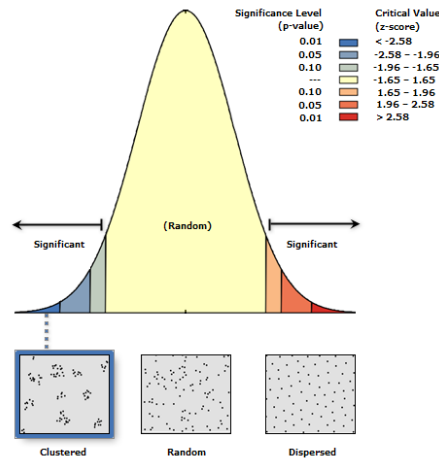 Significance Level Critical Value
(p-value) (z-score)
0.01 < -2.58
0.05 -2.58 – -1.96
0.10 -1.96 – -1.65
--- -1.65 – 1.65
0.10 1.65 – 1.96
0.05 1.96 – 2.58
0.01 > 2.58
(Random)
Significant Significant
Clustered Random Dispersed